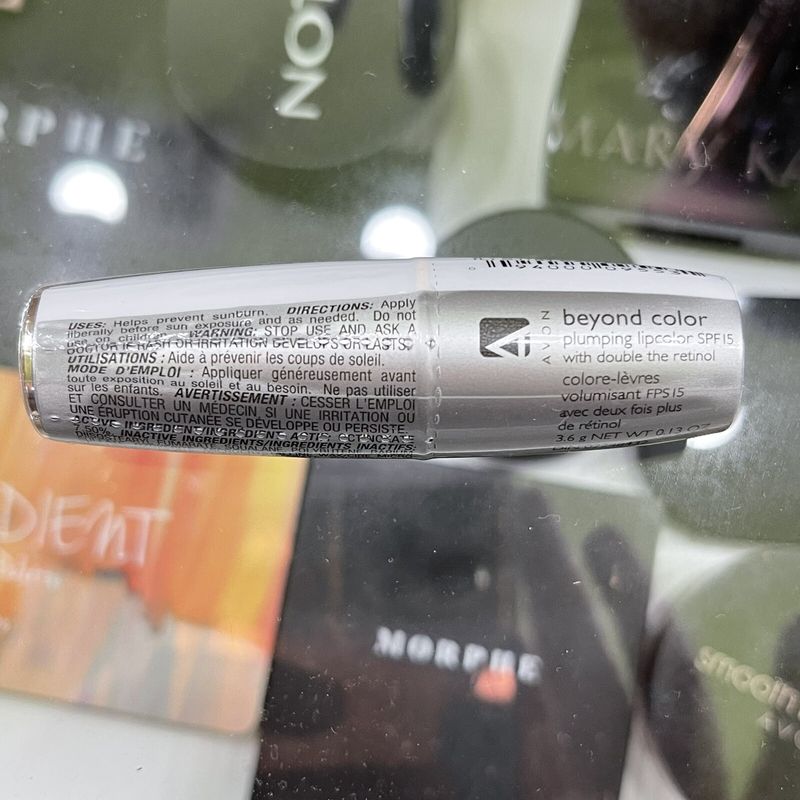 NOT
MORPHE
MARY KA
USES: Helps prevent sunburn. DIRECTIONS: Apply
liberally before sun exposure and as needed. Do not
use on children. WARNING: STOP USE AND ASK A
DOCTOR IF RASH OR IRRITATION DEVELOPS OR LASTS.
UTILISATIONS : Aide à prévenir les coups de soleil.
MODE D'EMPLOI : Appliquer généreusement avant
toute exposition au soleil et au besoin. Ne pas utiliser
sur les enfants. AVERTISSEMENT : CESSER L'EMPLOI
ET CONSULTER UN MÉDECIN SI UNE IRRITATION OU
UNE ÉRUPTION CUTANÉE SE DÉVELOPPE OU PERSISTE.
7.50%
INACTIVE INGREDIENTS/INGRÉDIENTS INACTIFS
AVON
beyond color
plumping lipcolor SPF15
with double the retinol
colore-lèvres
volumisant FPS15
avec deux fois plus
de rétinol
3.6 g NET WT 0.13 OZ
DIENT
MORPHE
smooth
AVO